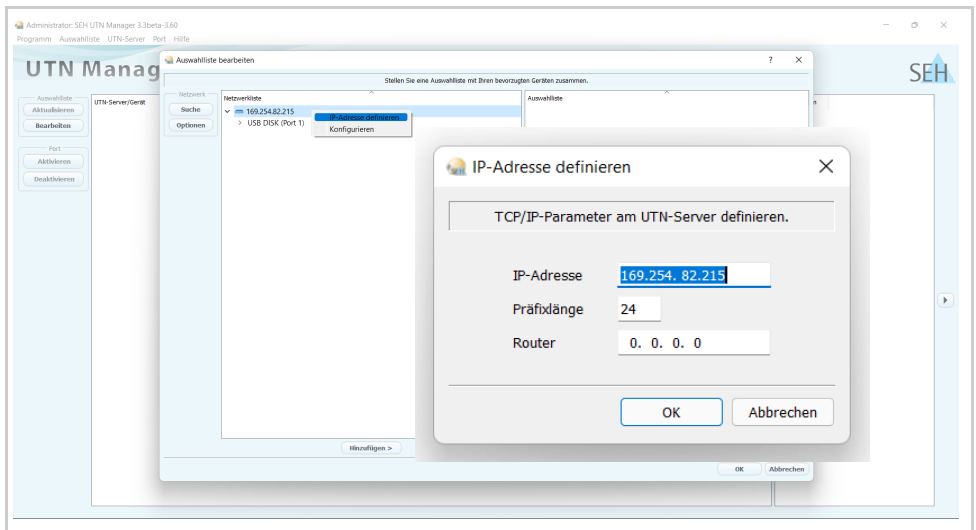 Administrator: SEH UTN Manager 3.3beta-3.60
Programm Auswahlliste UTN-Server Port Hilfe
UTN Manag
SEH
Auswahlliste
Aktualisieren
Bearbeiten
Port
Aktivieren
Deaktivieren
UTN-Server/Gerät
Auswahlliste bearbeiten
Stellen Sie eine Auswahlliste mit Ihren bevorzugten Geräten zusammen.
Netzwerk
Suche
Optionen
Netzwerkliste
169.254.82.215
USB DISK (Port 1)
IP-Adresse definieren
Konfigurieren
Auswahlliste
Hinzufügen >
OK Abbrechen
IP-Adresse definieren
TCP/IP-Parameter am UTN-Server definieren.
IP-Adresse 169.254. 82.215
Präfixlänge 24
Router 0. 0. 0. 0
OK Abbrechen